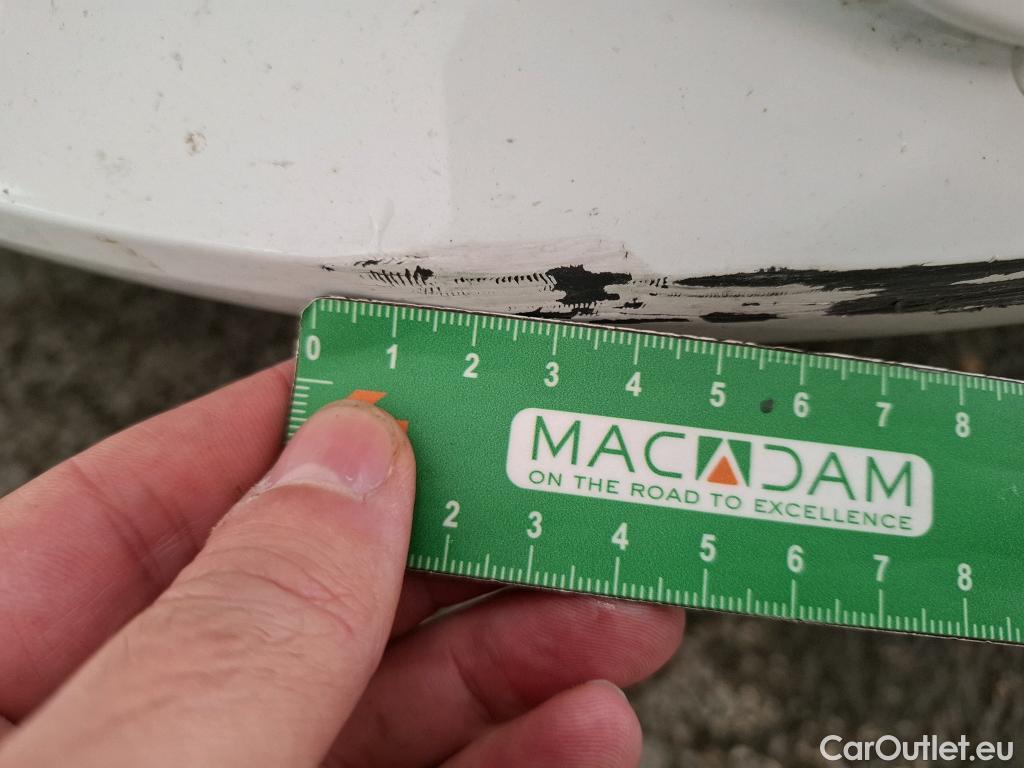 0 1 2 3 4 5 6 7 8
MACADAM
ON THE ROAD TO EXCELLENCE
2 3 4 5 6 7 8
CarOutlet.eu